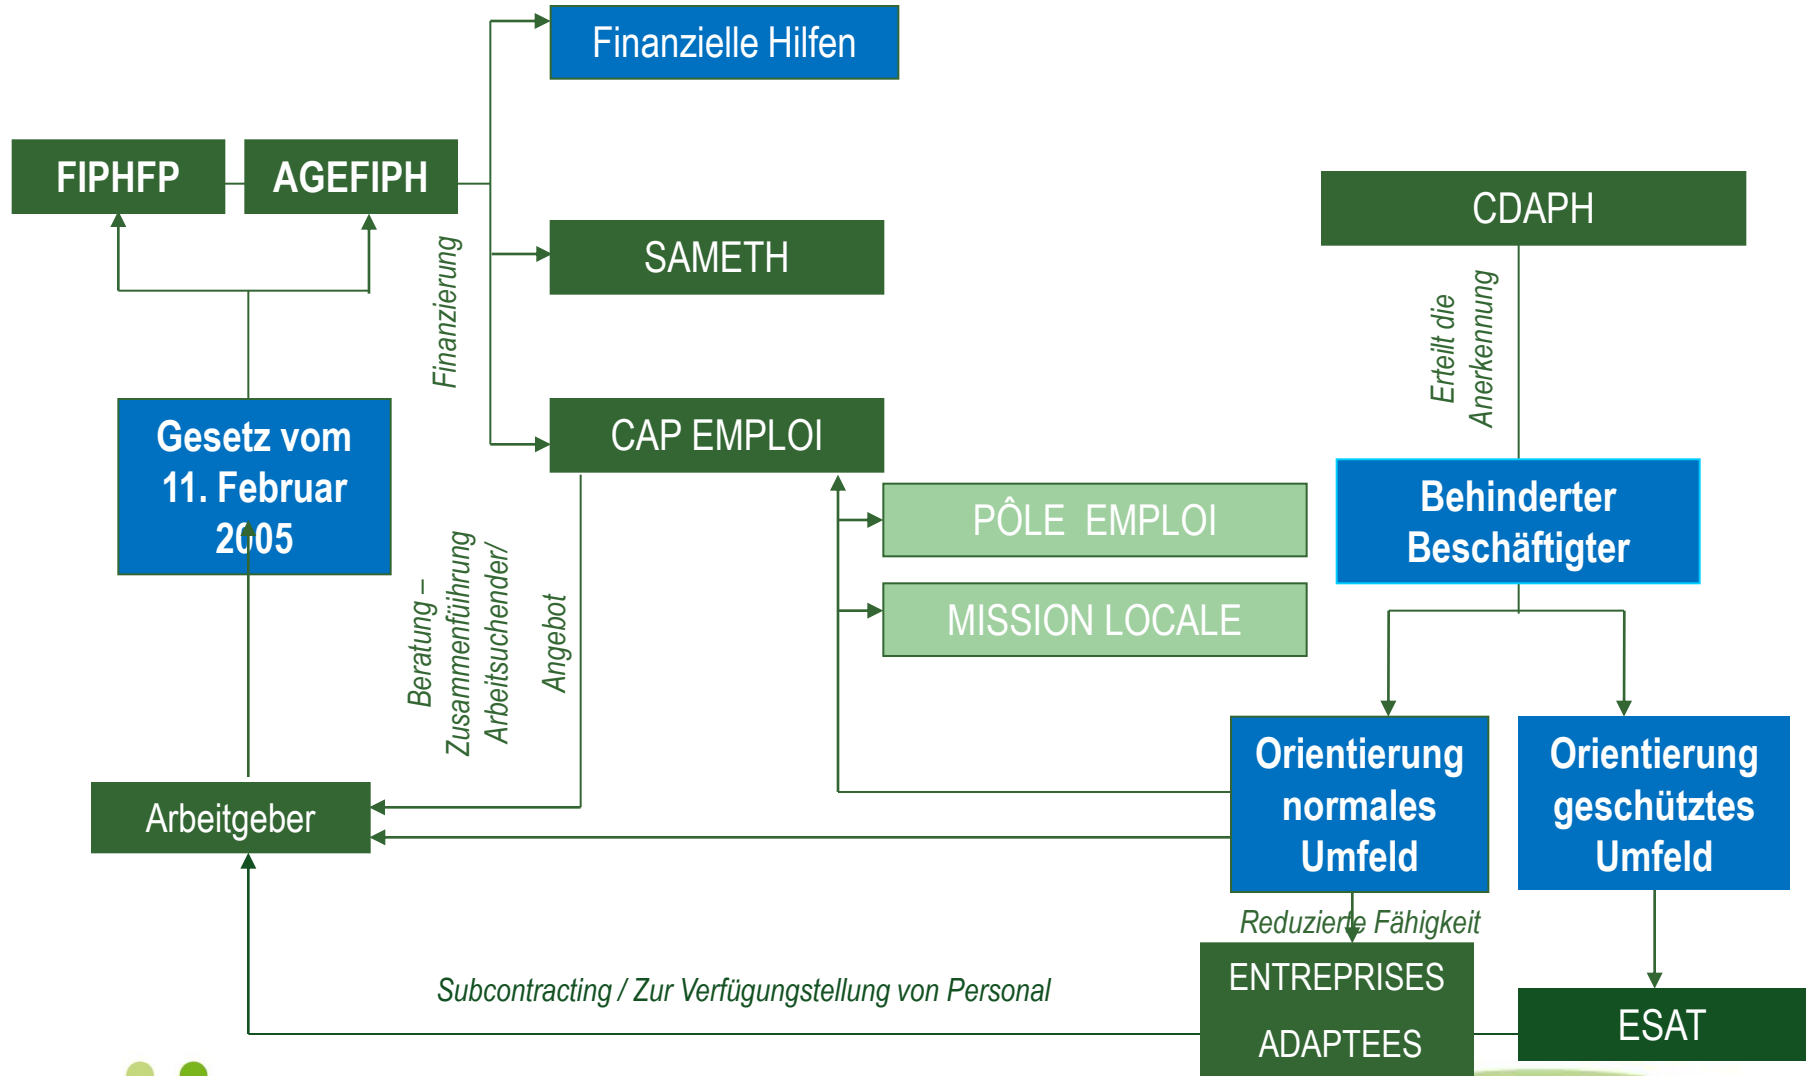 Finanzielle Hilfen
FIPHFP
AGEFIPH
CDAPH
SAMETH
Finanzierung
Erteilt die
Anerkennung
Gesetz vom
11. Februar
2005
CAP EMPLOI
Behinderter
Beschäftigter
PÔLE EMPLOI
MISSION LOCALE
Beratung –
Zusammenfüihrung
Arbeitsuchender/
Angebot
Orientierung
normales
Umfeld
Orientierung
geschütztes
Umfeld
Arbeitgeber
Reduzierte Fähigkeit
ENTREPRISES
ADAPTEES
Subcontracting / Zur Verfügungstellung von Personal
ESAT